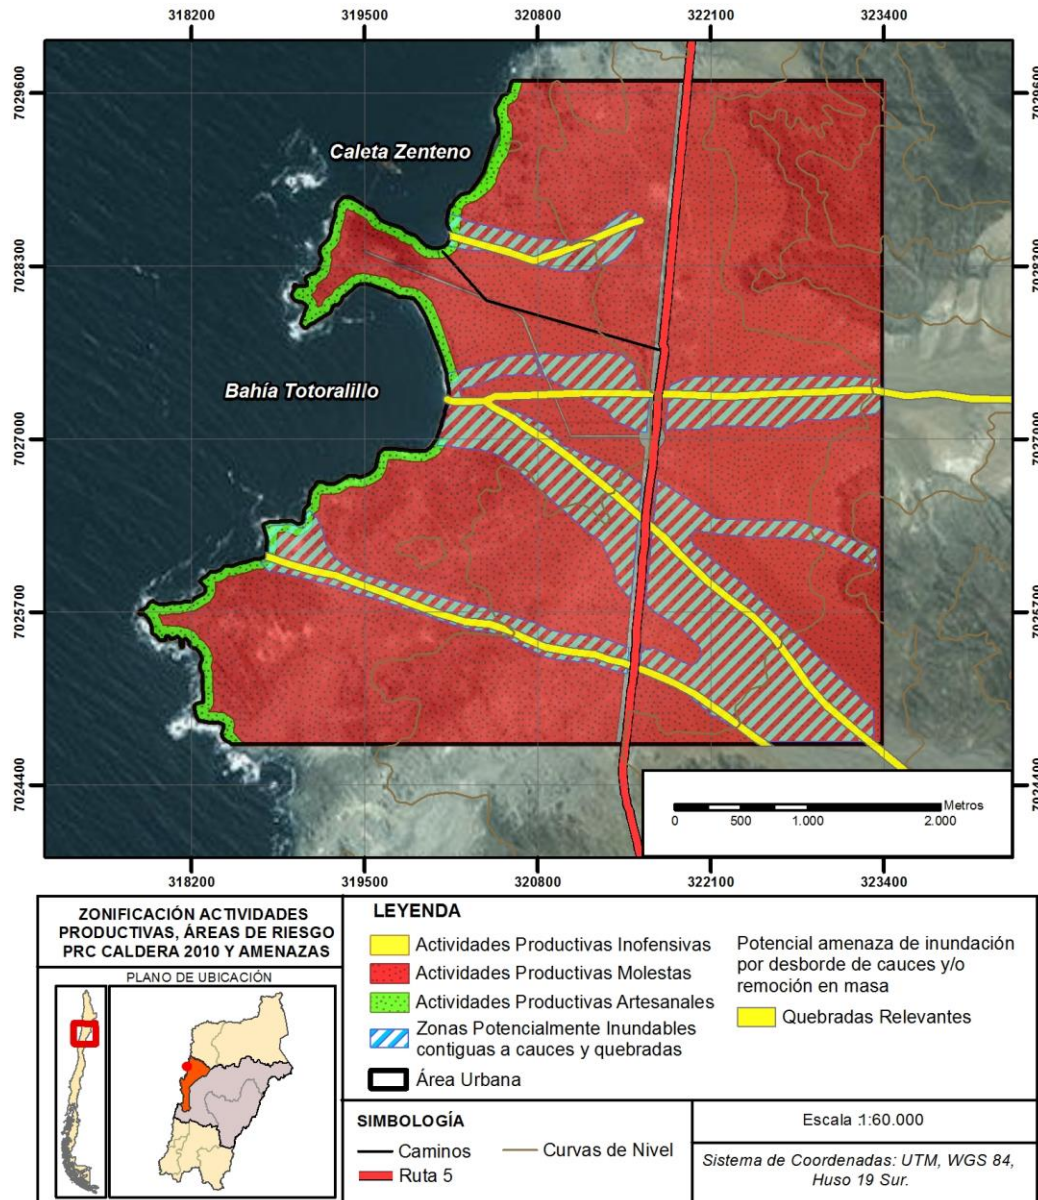 318200 319500 320800 322100 323400
7029600 7029600
Caleta Zenteno
7028300 7028300
Bahía Totoralillo
7027000 7027000
7025700 7025700
7024400 7024400
Metros
0 500 1.000 2.000
318200 319500 320800 322100 323400
ZONIFICACIÓN ACTIVIDADES
PRODUCTIVAS, ÁREAS DE RIESGO
PRC CALDERA 2010 Y AMENAZAS
PLANO DE UBICACIÓN
LEYENDA
Actividades Productivas Inofensivas
Actividades Productivas Molestas
Actividades Productivas Artesanales
Zonas Potencialmente Inundables
contiguas a cauces y quebradas
Área Urbana
Potencial amenaza de inundación
por desborde de cauces y/o
remoción en masa
Quebradas Relevantes
SIMBOLOGÍA
Caminos
Curvas de Nivel
Ruta 5
Escala :1:60.000
Sistema de Coordenadas: UTM, WGS 84,
Huso 19 Sur.